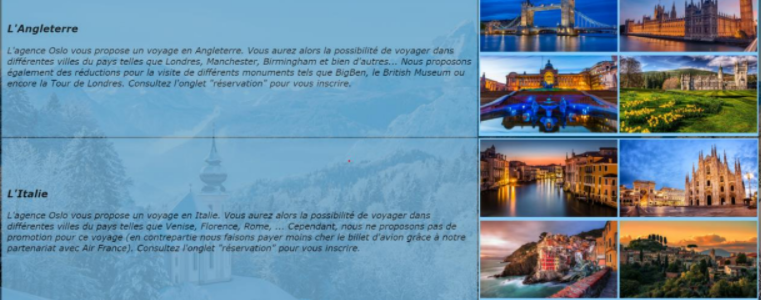 L'Angleterre
L'agence Oslo vous propose un voyage en Angleterre. Vous aurez alors la possibilité de voyager dans
différentes villes du pays telles que Londres, Manchester, Birmingham et bien d'autres... Nous proposons
également des réductions pour la visite de différents monuments tels que BigBen, le British Museum ou
encore la Tour de Londres. Consultez l'onglet "réservation" pour vous inscrire.
L'Italie
L'agence Oslo vous propose un voyage en Italie. Vous aurez alors la possibilité de voyager dans
différentes villes du pays telles que Venise, Florence, Rome, ... Cependant, nous ne proposons pas de
promotion pour ce voyage (en contrepartie nous faisons payer moins cher le billet d'avion grâce à notre
partenariat avec Air France). Consultez l'onglet "réservation" pour vous inscrire.